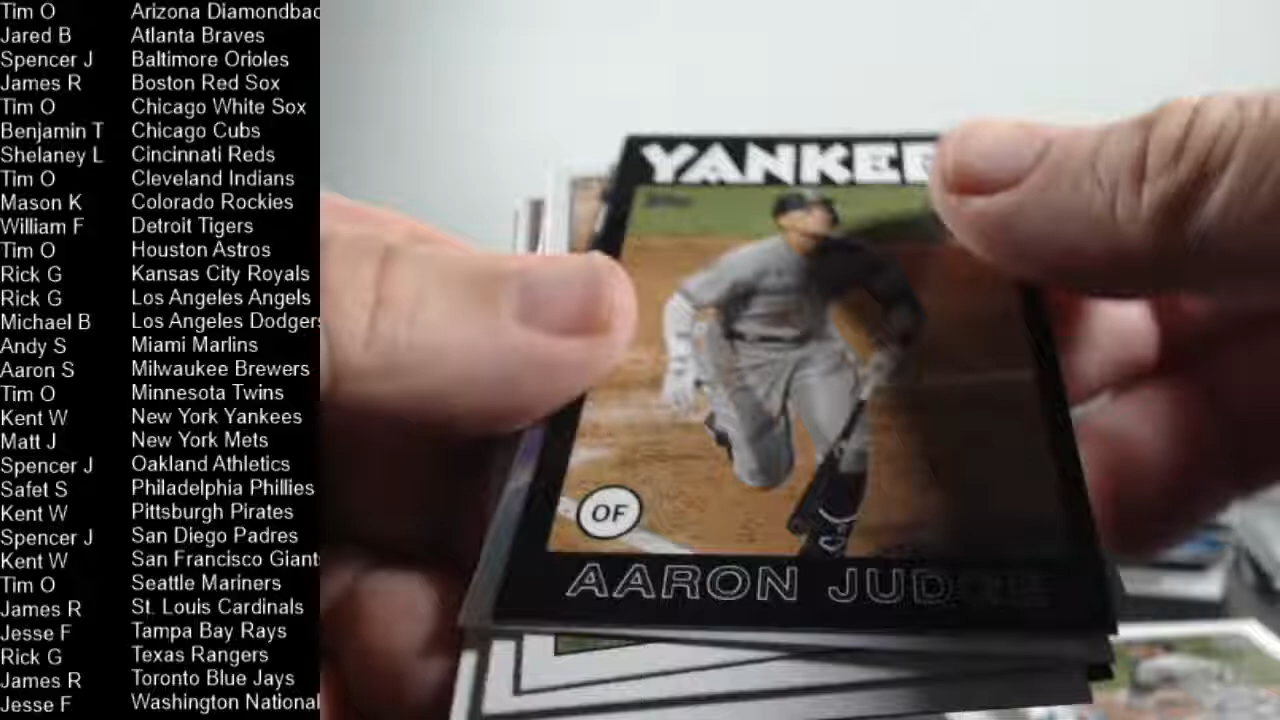 Tim O Arizona Diamondbac
Jared B Atlanta Braves
Spencer J Baltimore Orioles
James R Boston Red Sox
Tim O Chicago White Sox
Benjamin T Chicago Cubs
Shelaney L Cincinnati Reds
Tim O Cleveland Indians
Mason K Colorado Rockies
William F Detroit Tigers
Tim O Houston Astros
Rick G Kansas City Royals
Rick G Los Angeles Angels
Michael B Los Angeles Dodgers
Andy S Miami Marlins
Aaron S Milwaukee Brewers
Tim O Minnesota Twins
Kent W New York Yankees
Matt J New York Mets
Spencer J Oakland Athletics
Safet S Philadelphia Phillies
Kent W Pittsburgh Pirates
Spencer J San Diego Padres
Kent W San Francisco Giants
Tim O Seattle Mariners
James R St. Louis Cardinals
Jesse F Tampa Bay Rays
Rick G Texas Rangers
James R Toronto Blue Jays
Jesse F Washington National
YANKEE
Topps
OF
AARON JUDGE